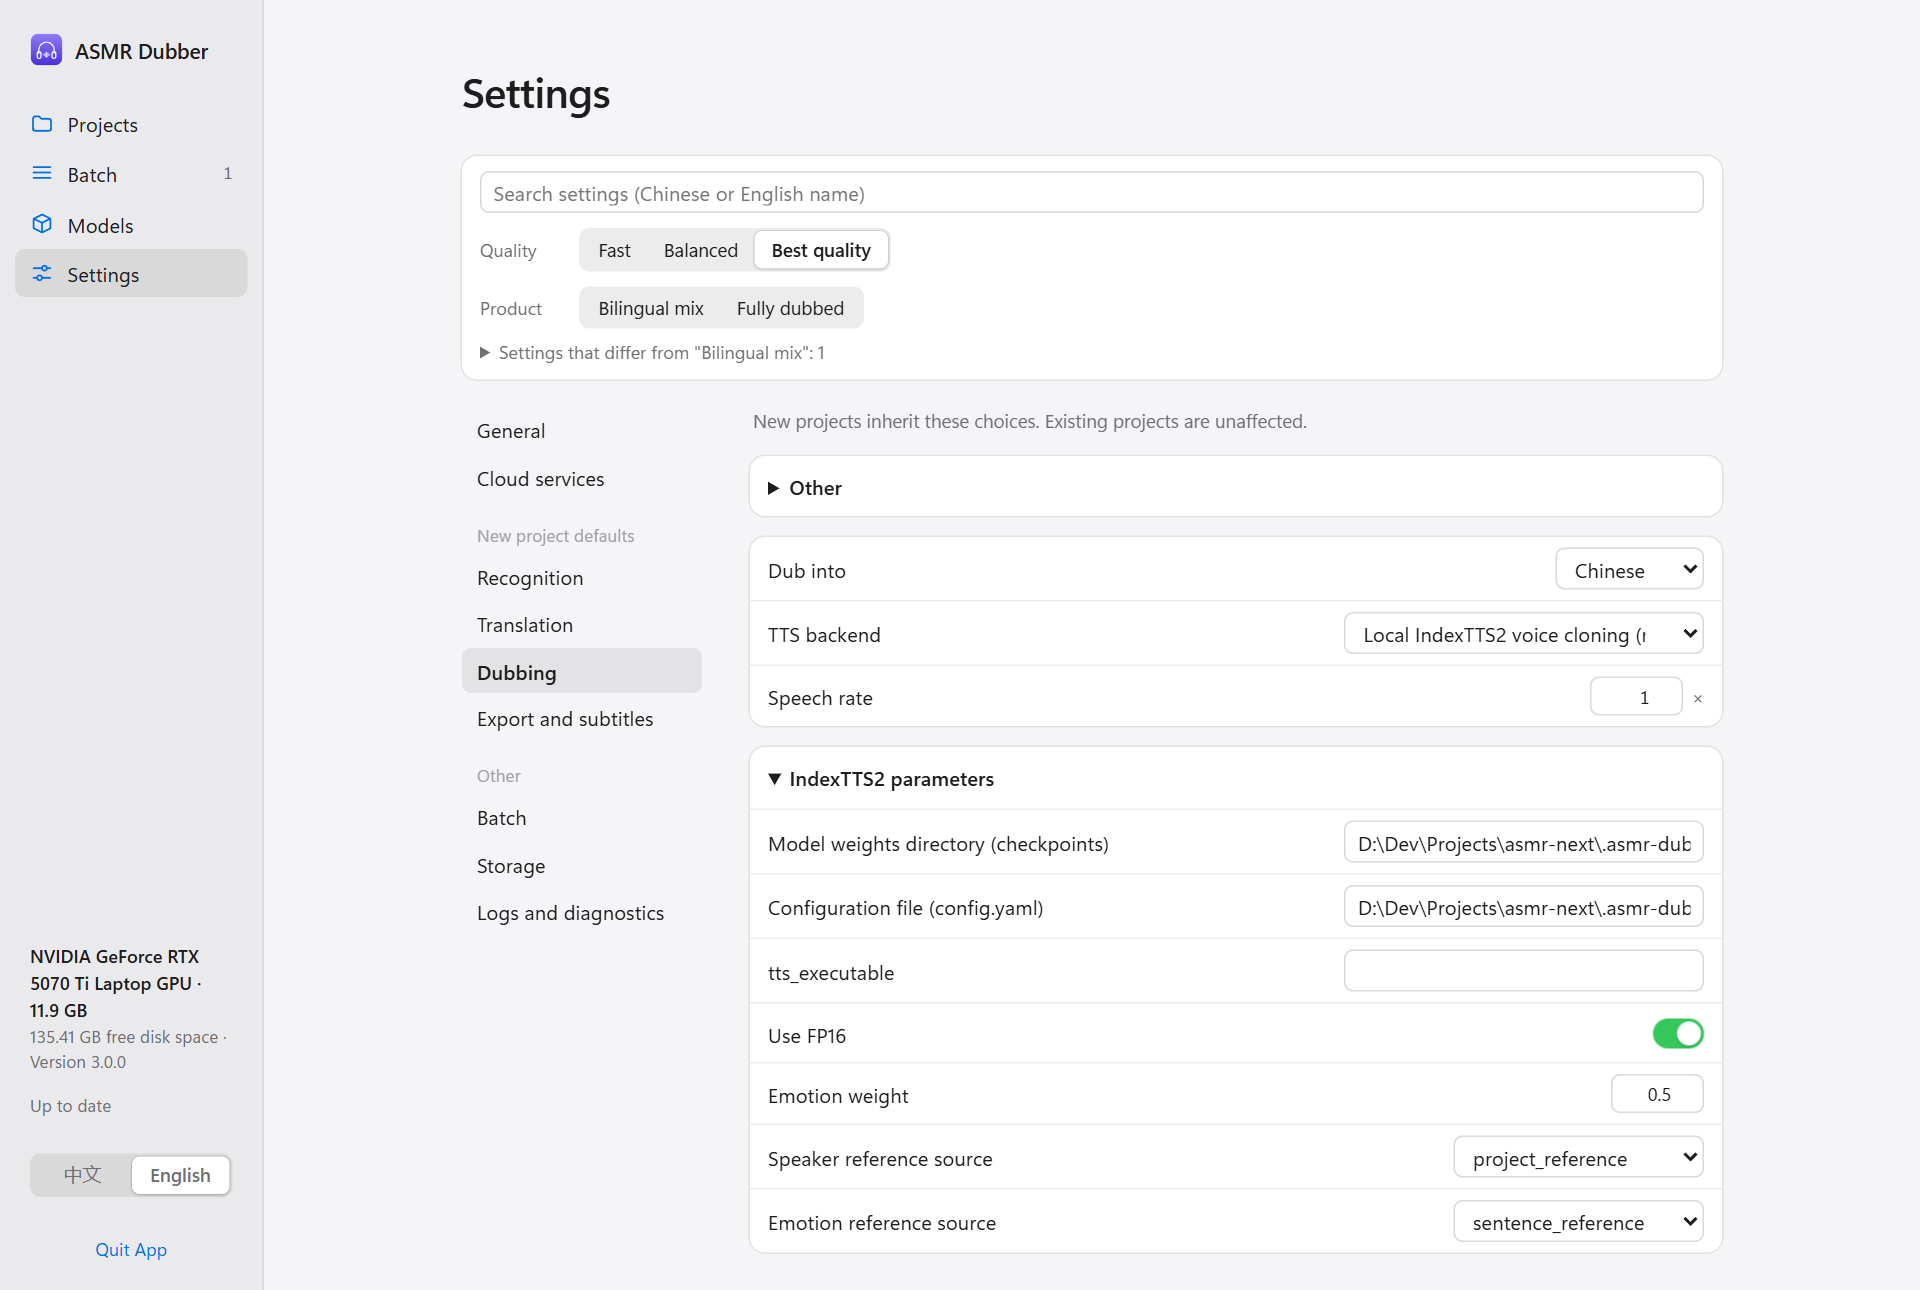 ASMR Dubber
Projects
Batch 1
Models
Settings
NVIDIA GeForce RTX
5070 Ti Laptop GPU ·
11.9 GB
135.41 GB free disk space ·
Version 3.0.0
Up to date
中文 English
Quit App
Settings
Search settings (Chinese or English name)
Quality Fast Balanced Best quality
Product Bilingual mix Fully dubbed
Settings that differ from "Bilingual mix": 1
General
Cloud services
New project defaults
Recognition
Translation
Dubbing
Export and subtitles
Other
Batch
Storage
Logs and diagnostics
New projects inherit these choices. Existing projects are unaffected.
Other
Dub into Chinese
TTS backend Local IndexTTS2 voice cloning (
Speech rate 1 ×
IndexTTS2 parameters
Model weights directory (checkpoints) D:\Dev\Projects\asmr-next\.asmr-dub
Configuration file (config.yaml) D:\Dev\Projects\asmr-next\.asmr-dub
tts_executable
Use FP16
Emotion weight 0.5
Speaker reference source project_reference
Emotion reference source sentence_reference